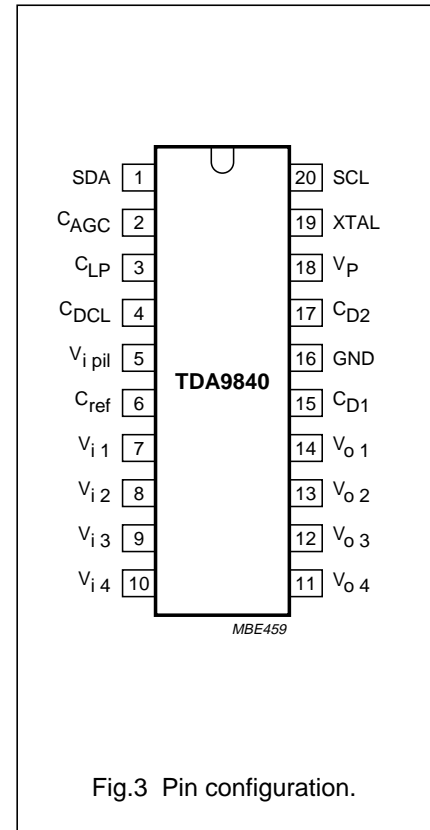 SDA 1 20 SCL
CAGC 2 19 XTAL
CLP 3 18 VP
CDCL 4 17 CD2
Vi pil 5 16 GND
TDA9840
Cref 6 15 CD1
Vi 1 7 14 Vo 1
Vi 2 8 13 Vo 2
Vi 3 9 12 Vo 3
Vi 4 10 11 Vo 4
MBE459
Fig.3 Pin configuration.